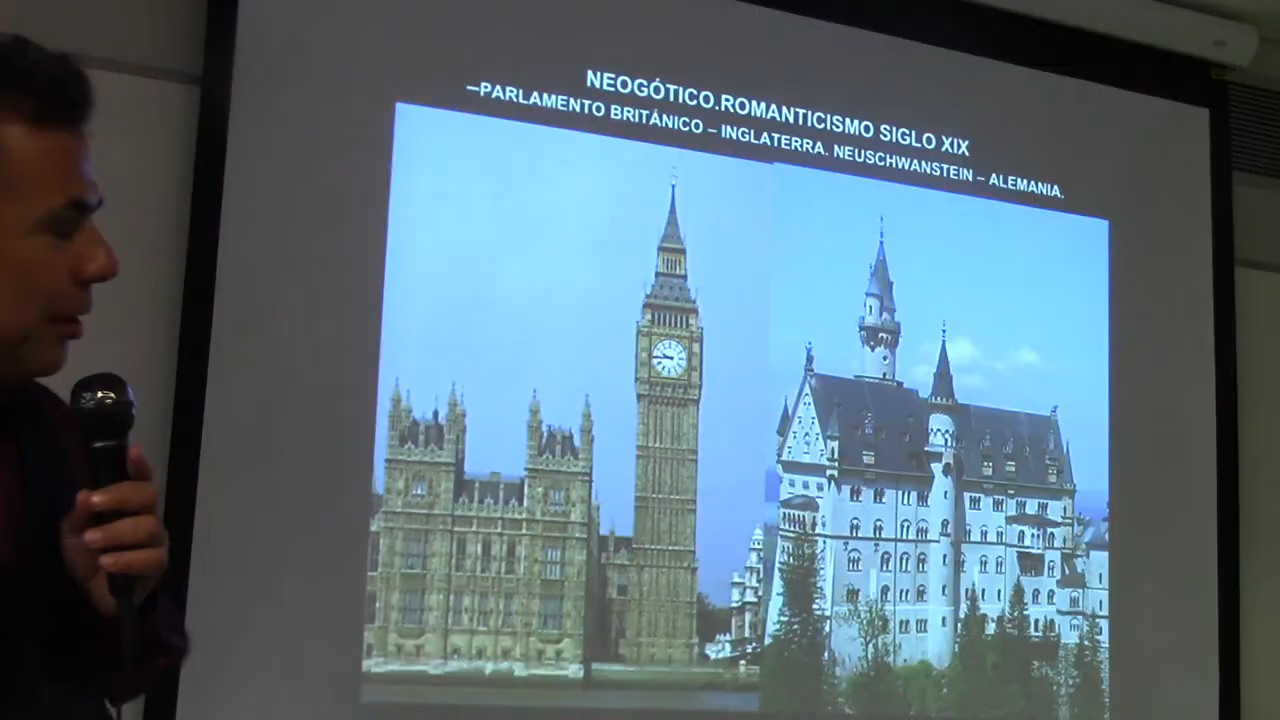 NEOGÓTICO.ROMANTICISMO SIGLO XIX
–PARLAMENTO BRITÁNICO – INGLATERRA. NEUSCHWANSTEIN – ALEMANIA.